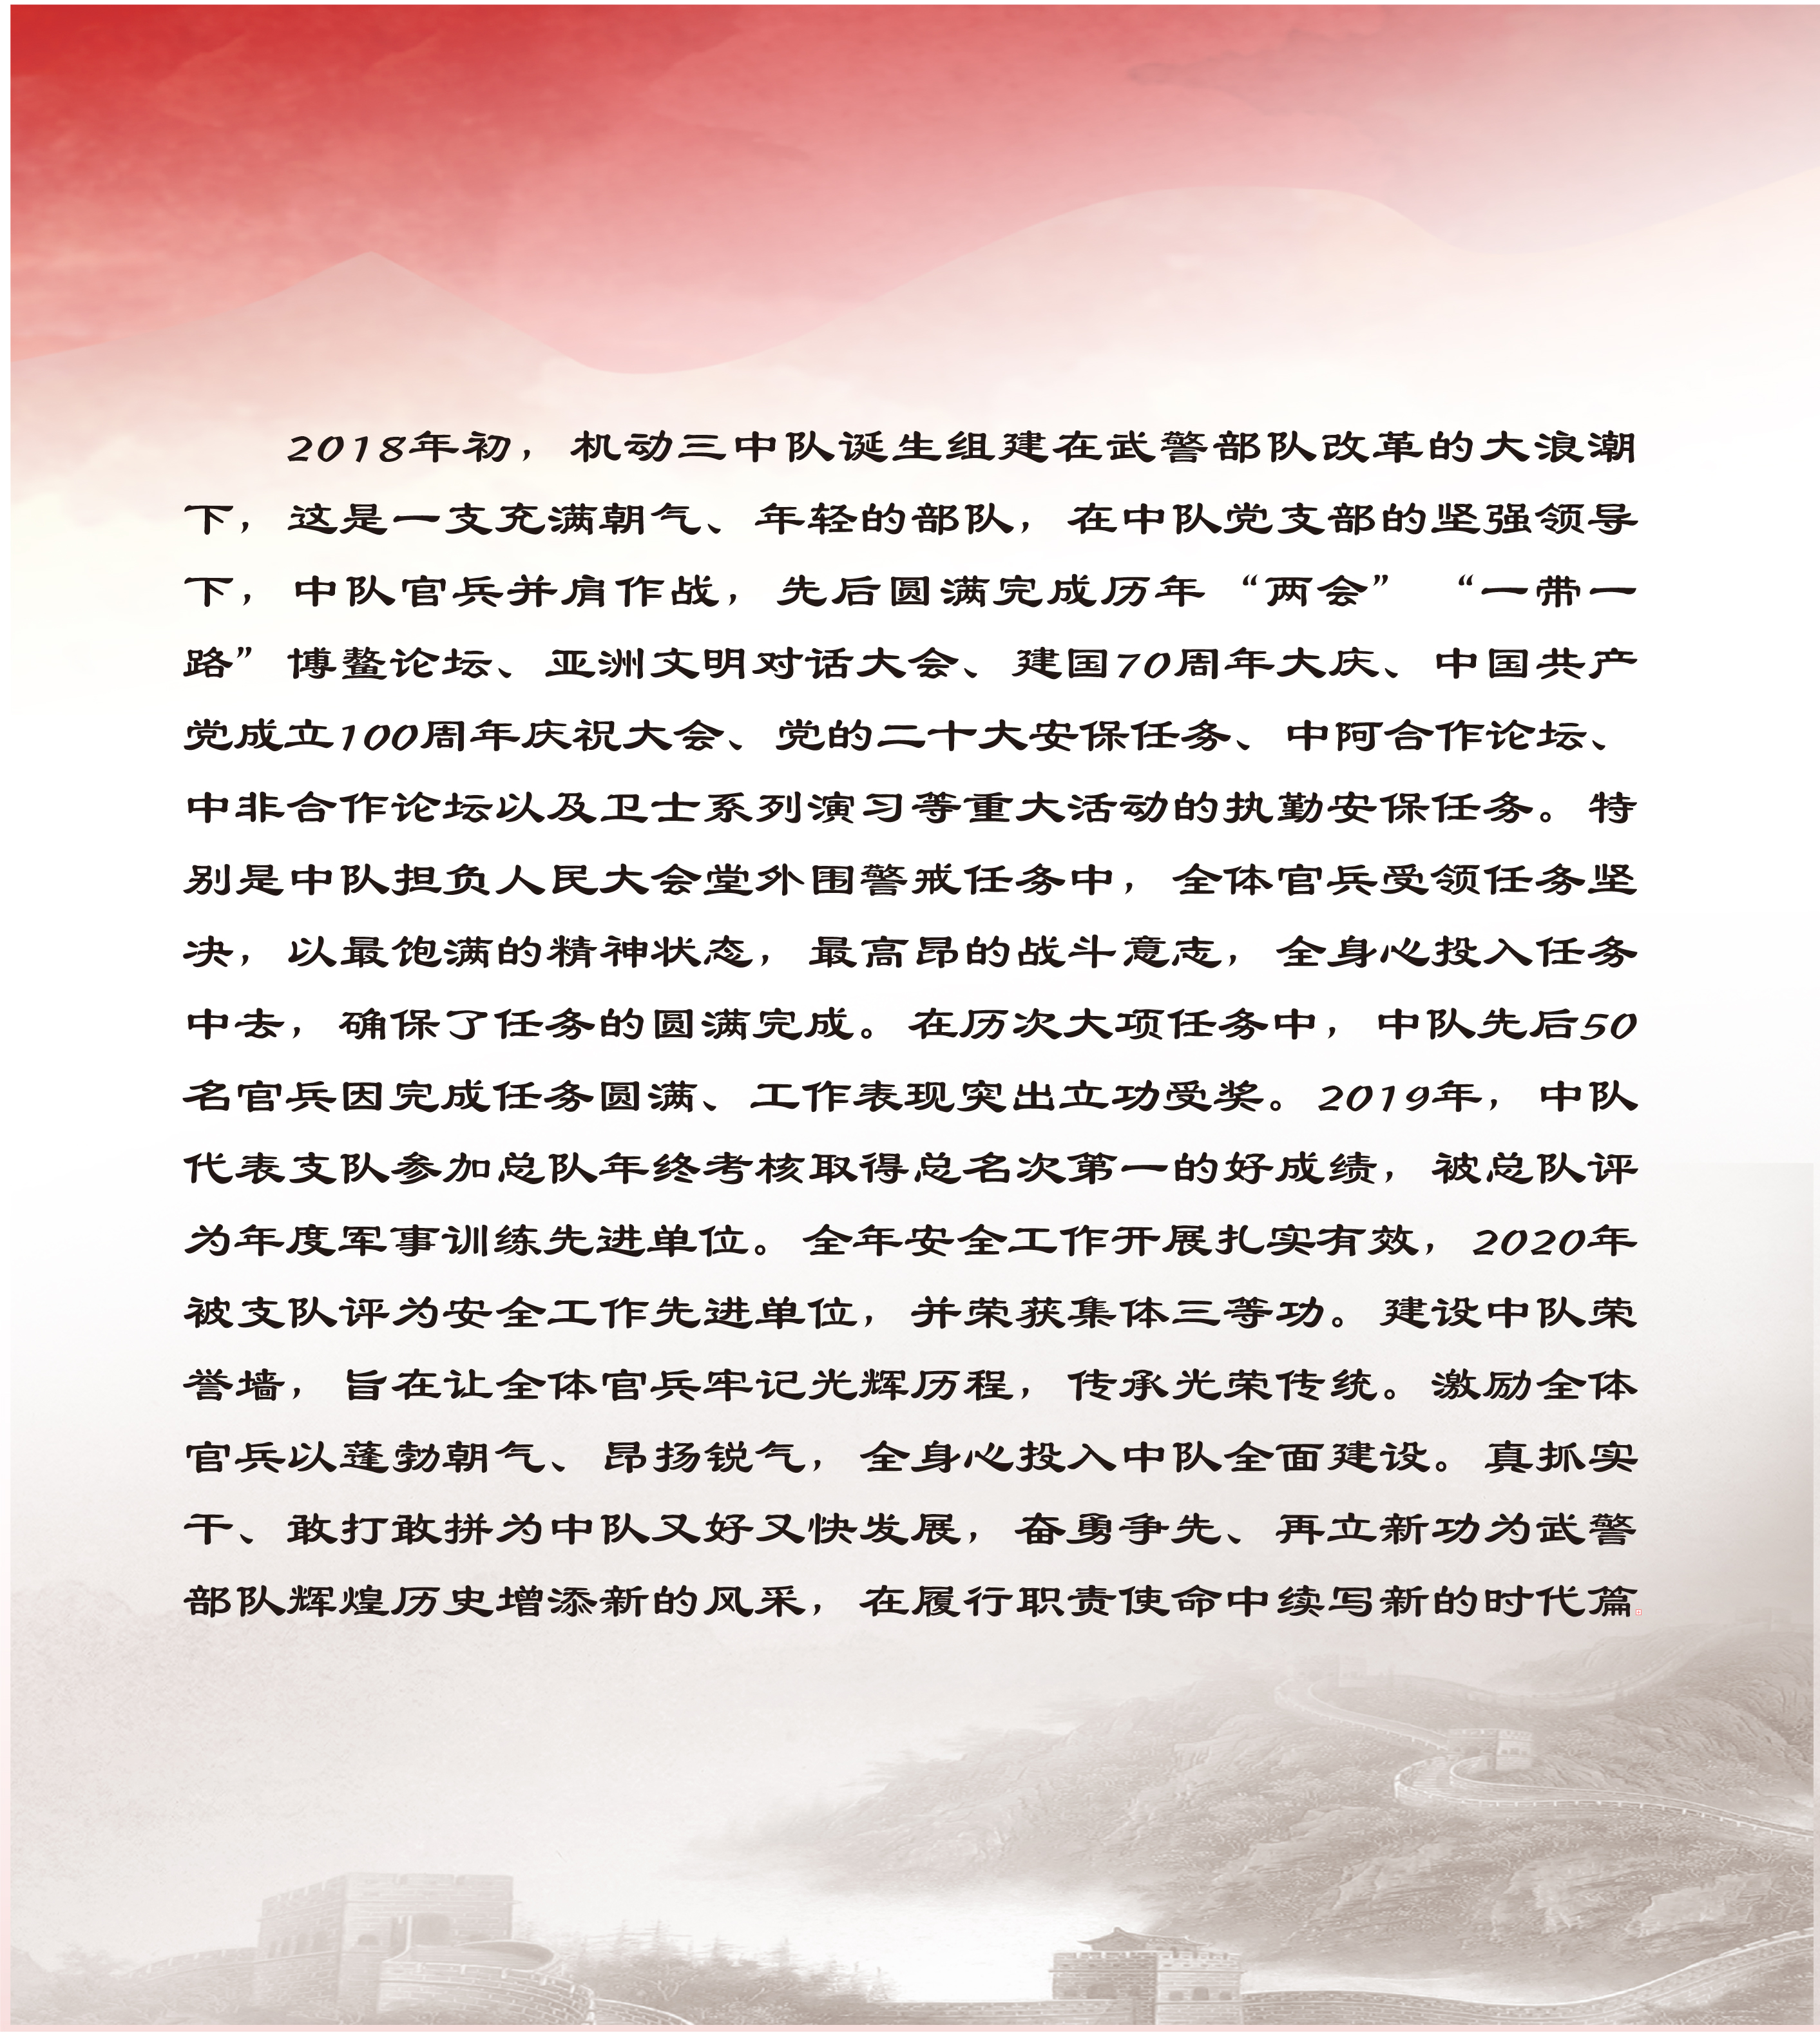 2018年初，机动三中队诞生组建在武警部队改革的大浪潮
下，这是一支充满朝气、年轻的部队，在中队党支部的坚强领导
下，中队官兵并肩作战，先后圆满完成历年“两会”“一带一
路”博鳌论坛、亚洲文明对话大会、建国70周年大庆、中国共产
党成立100周年庆祝大会、党的二十大安保任务、中阿合作论坛、
中非合作论坛以及卫士系列演习等重大活动的执勤安保任务。特
别是中队担负人民大会堂外围警戒任务中，全体官兵受领任务坚
决，以最饱满的精神状态，最高昂的战斗意志，全身心投入任务
中去，确保了任务的圆满完成。在历次大项任务中，中队先后50
名官兵因完成任务圆满、工作表现突出立功受奖。2019年，中队
代表支队参加总队年终考核取得总名次第一的好成绩，被总队评
为年度军事训练先进单位。全年安全工作开展扎实有效，2020年
被支队评为安全工作先进单位，并荣获集体三等功。建设中队荣
誉墙，旨在让全体官兵牢记光辉历程，传承光荣传统。激励全体
官兵以蓬勃朝气、昂扬锐气，全身心投入中队全面建设。真抓实
干、敢打敢拼为中队又好又快发展，奋勇争先、再立新功为武警
部队辉煌历史增添新的风采，在履行职责使命中续写新的时代篇